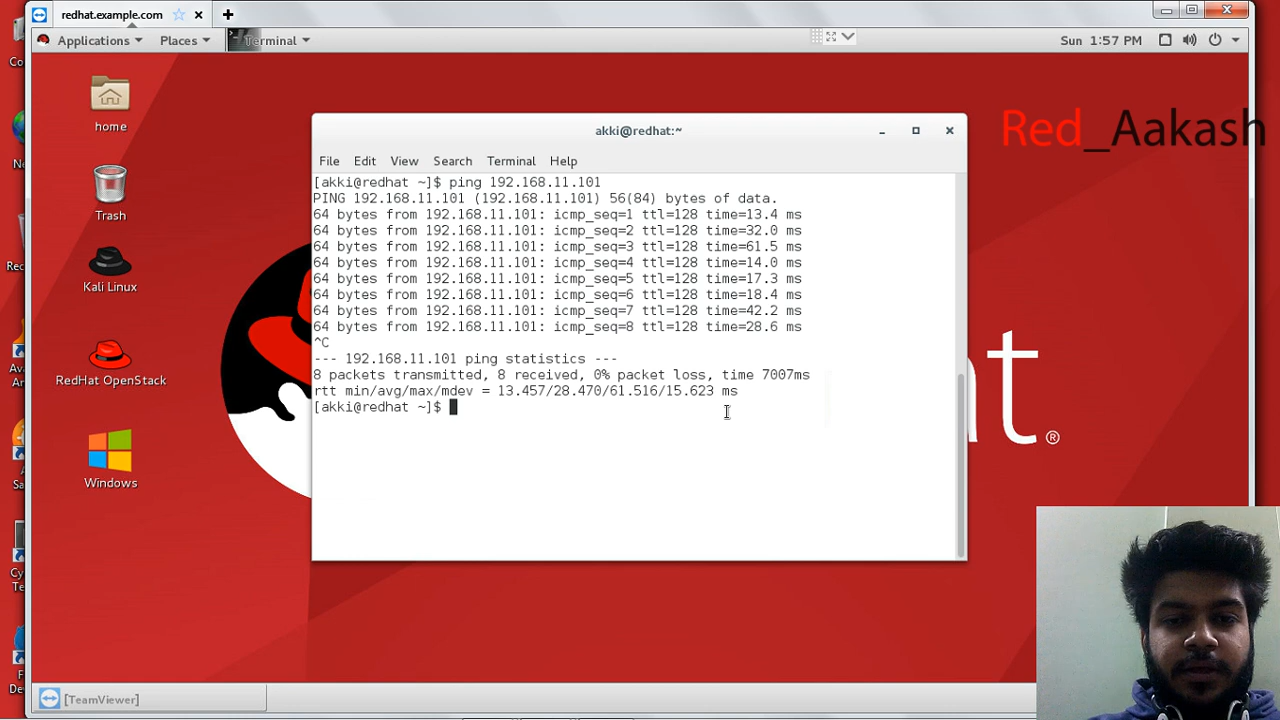 redhat.example.com
Applications Places Terminal Sun 1:57 PM
Red_Aakash
home
Trash
Kali Linux
RedHat OpenStack
Windows
akki@redhat:~
File Edit View Search Terminal Help
[akki@redhat ~]$ ping 192.168.11.101
PING 192.168.11.101 (192.168.11.101) 56(84) bytes of data.
64 bytes from 192.168.11.101: icmp_seq=1 ttl=128 time=13.4 ms
64 bytes from 192.168.11.101: icmp_seq=2 ttl=128 time=32.0 ms
64 bytes from 192.168.11.101: icmp_seq=3 ttl=128 time=61.5 ms
64 bytes from 192.168.11.101: icmp_seq=4 ttl=128 time=14.0 ms
64 bytes from 192.168.11.101: icmp_seq=5 ttl=128 time=17.3 ms
64 bytes from 192.168.11.101: icmp_seq=6 ttl=128 time=18.4 ms
64 bytes from 192.168.11.101: icmp_seq=7 ttl=128 time=42.2 ms
64 bytes from 192.168.11.101: icmp_seq=8 ttl=128 time=28.6 ms
^C
--- 192.168.11.101 ping statistics ---
8 packets transmitted, 8 received, 0% packet loss, time 7007ms
rtt min/avg/max/mdev = 13.457/28.470/61.516/15.623 ms
[akki@redhat ~]$
[TeamViewer]